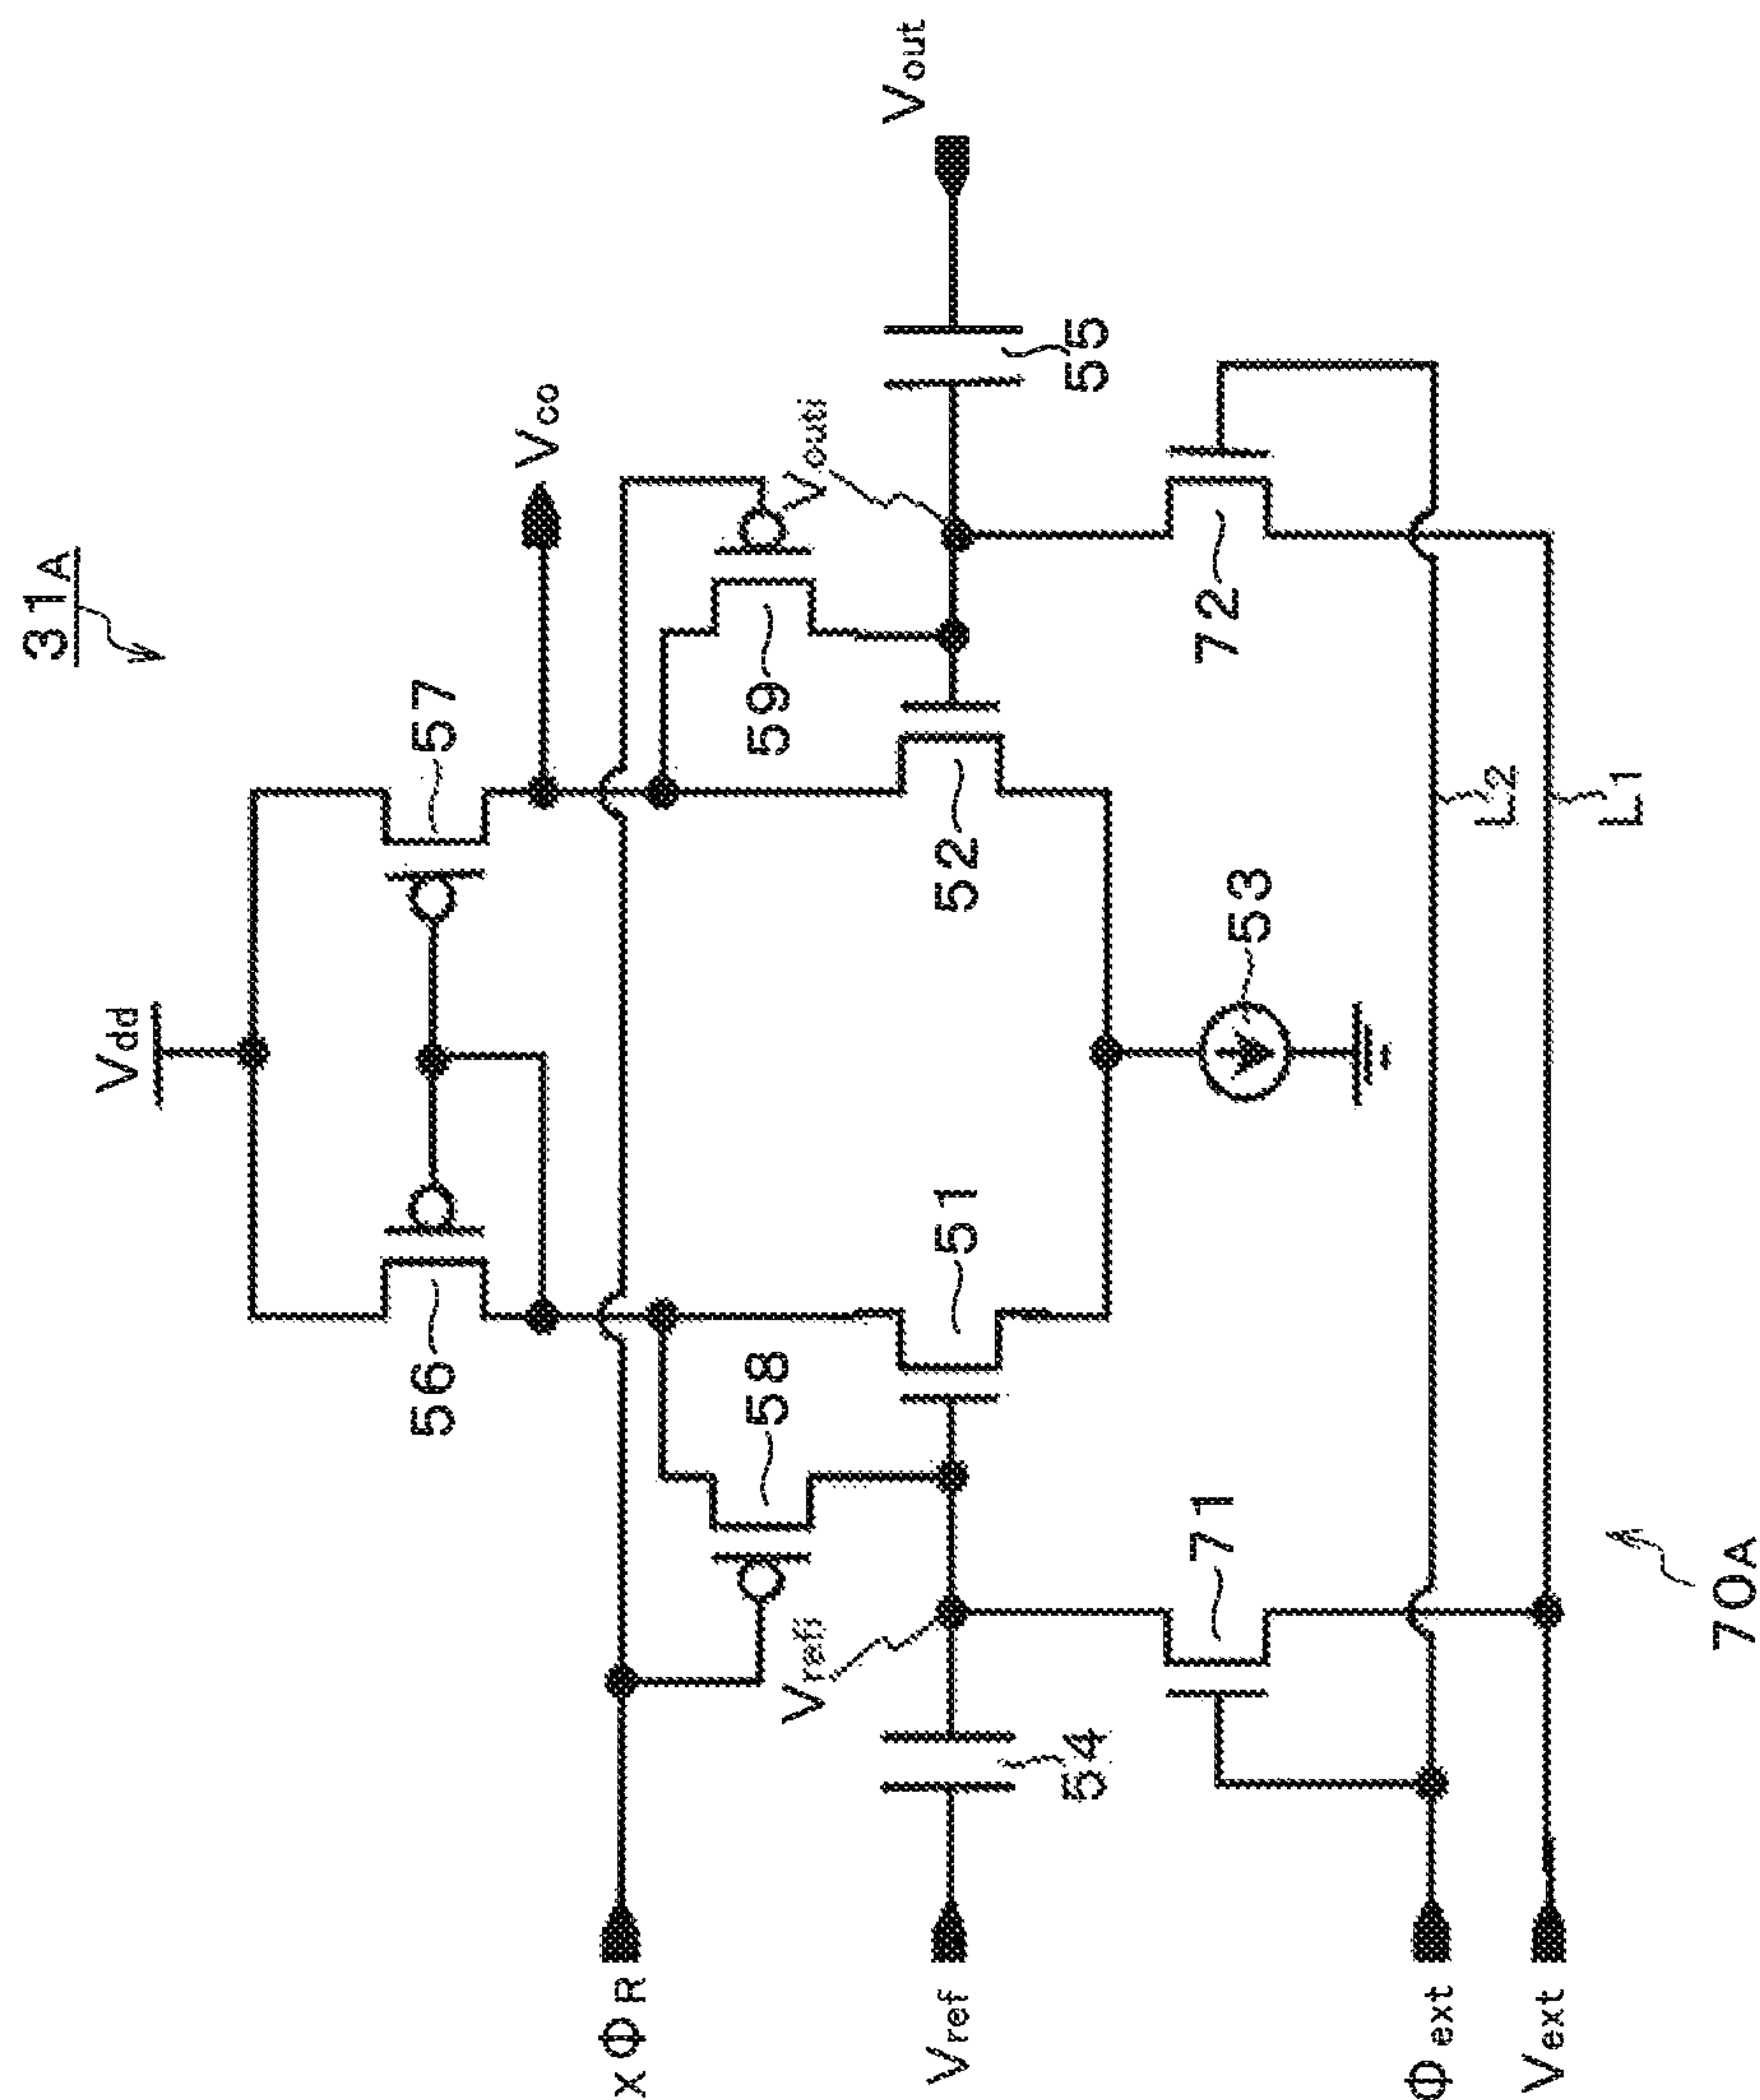 31A
Vdd
56
57
Vco
xΦR
58
59
Vrefi
Vouti
Vref
54
51
52
55
Vout
71
72
53
Φext
L2
Vext
L1
70A